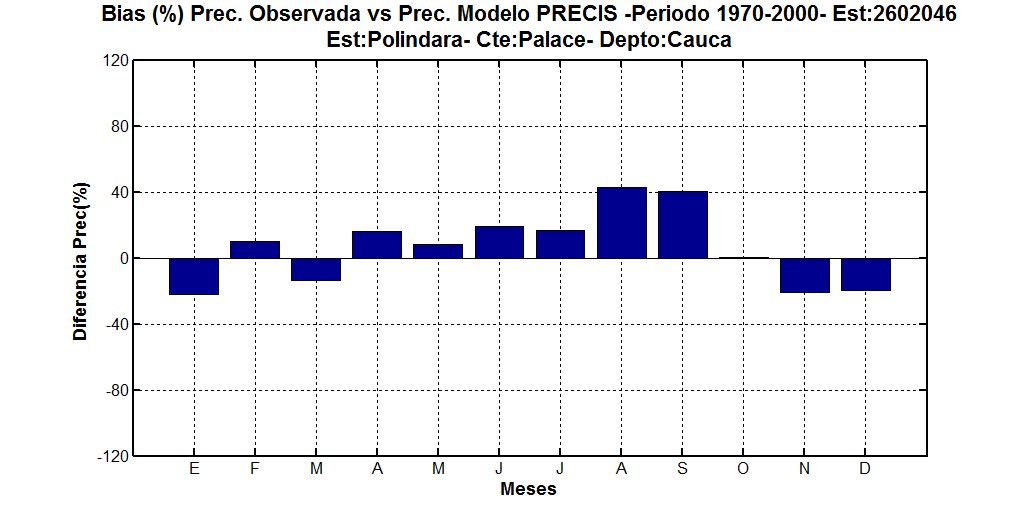 Bias (%) Prec. Observada vs Prec. Modelo PRECIS -Periodo 1970-2000- Est:2602046
Est:Polindara- Cte:Palace- Depto:Cauca
120
80
40
0
-40
-80
-120
Diferencia Prec(%)
E F M A M J J A S O N D
Meses